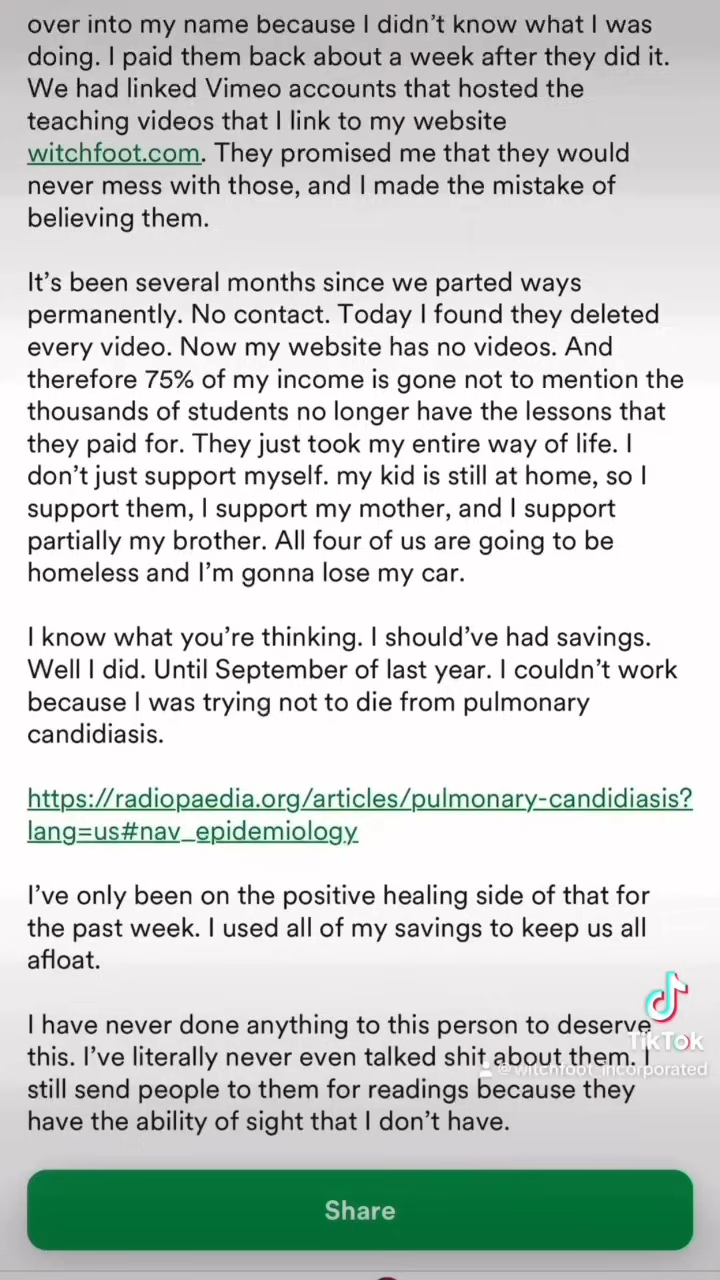 over into my name because I didn’t know what I was
doing. I paid them back about a week after they did it.
We had linked Vimeo accounts that hosted the
teaching videos that I link to my website
witchfoot.com. They promised me that they would
never mess with those, and I made the mistake of
believing them.
It’s been several months since we parted ways
permanently. No contact. Today I found they deleted
every video. Now my website has no videos. And
therefore 75% of my income is gone not to mention the
thousands of students no longer have the lessons that
they paid for. They just took my entire way of life. I
don’t just support myself. my kid is still at home, so I
support them, I support my mother, and I support
partially my brother. All four of us are going to be
homeless and I’m gonna lose my car.
I know what you’re thinking. I should’ve had savings.
Well I did. Until September of last year. I couldn’t work
because I was trying not to die from pulmonary
candidiasis.
https://radiopaedia.org/articles/pulmonary-candidiasis?
lang=us#nav_epidemiology
I’ve only been on the positive healing side of that for
the past week. I used all of my savings to keep us all
afloat.
I have never done anything to this person to deserve
this. I’ve literally never even talked shit about them. I
still send people to them for readings because they
have the ability of sight that I don’t have.
TikTok
@witchfoot_incorporated
Share